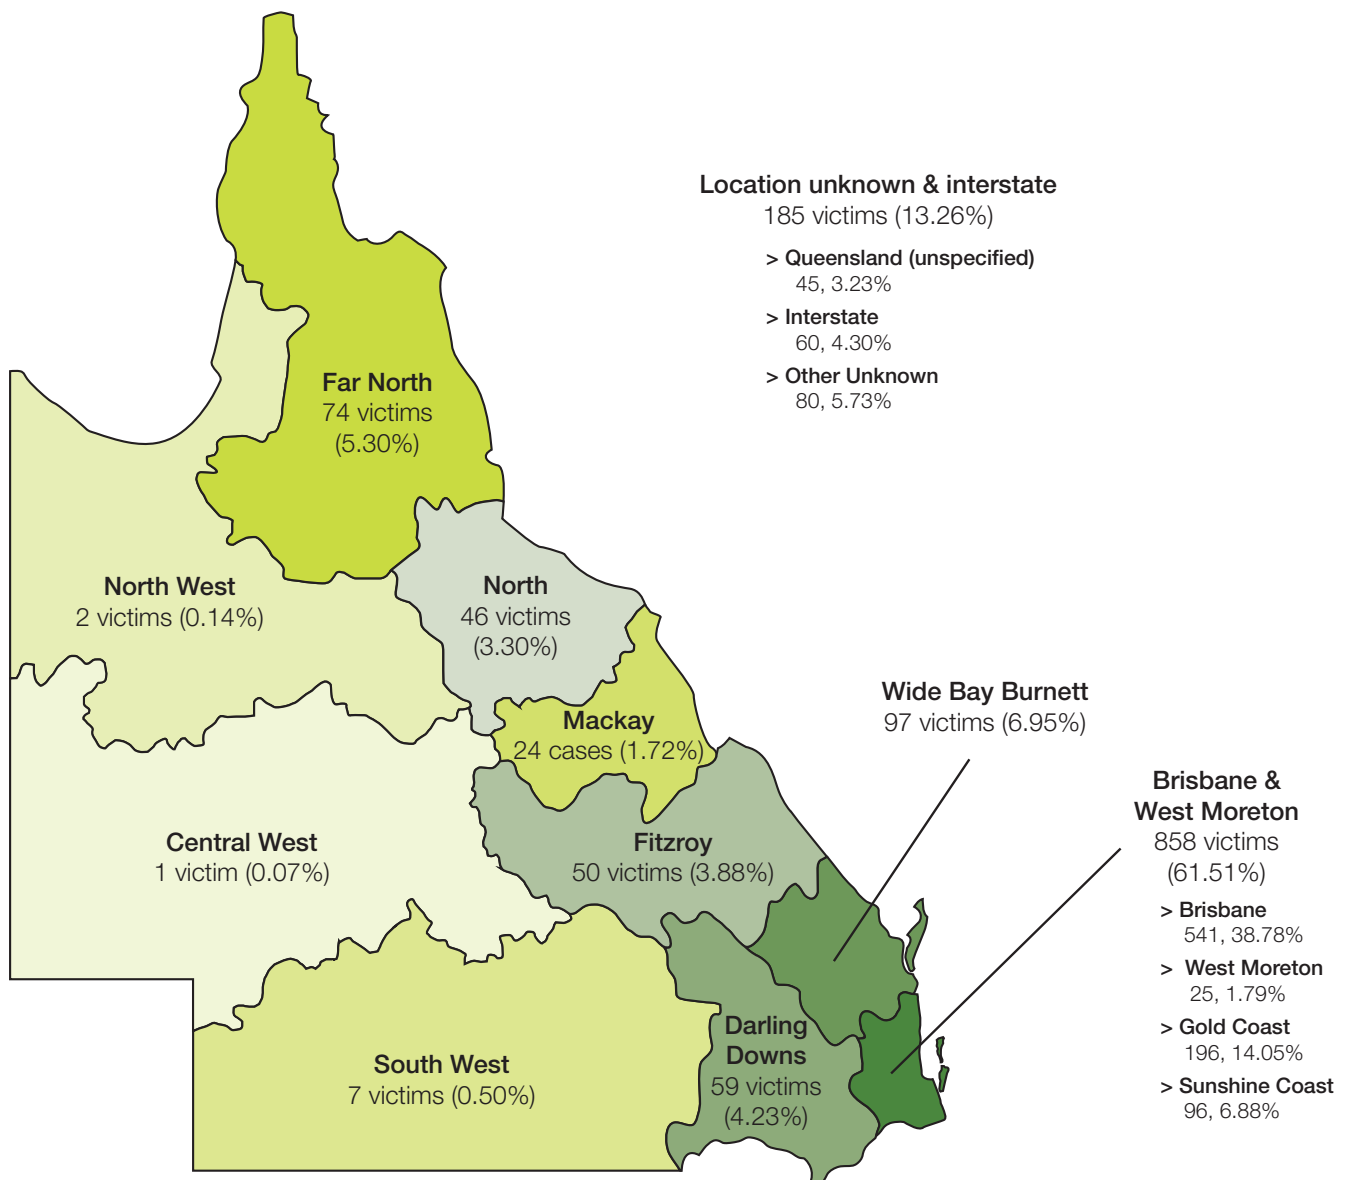 Location unknown & interstate
185 victims (13.26%)
> Queensland (unspecified)
45, 3.23%
> Interstate
60, 4.30%
> Other Unknown
80, 5.73%
Far North
74 victims
(5.30%)
North West
2 victims (0.14%)
North
46 victims
(3.30%)
Mackay
24 cases (1.72%)
Wide Bay Burnett
97 victims (6.95%)
Central West
1 victim (0.07%)
Fitzroy
50 victims (3.88%)
Brisbane &
West Moreton
858 victims
(61.51%)
> Brisbane
541, 38.78%
> West Moreton
25, 1.79%
> Gold Coast
196, 14.05%
> Sunshine Coast
96, 6.88%
South West
7 victims (0.50%)
Darling
Downs
59 victims
(4.23%)